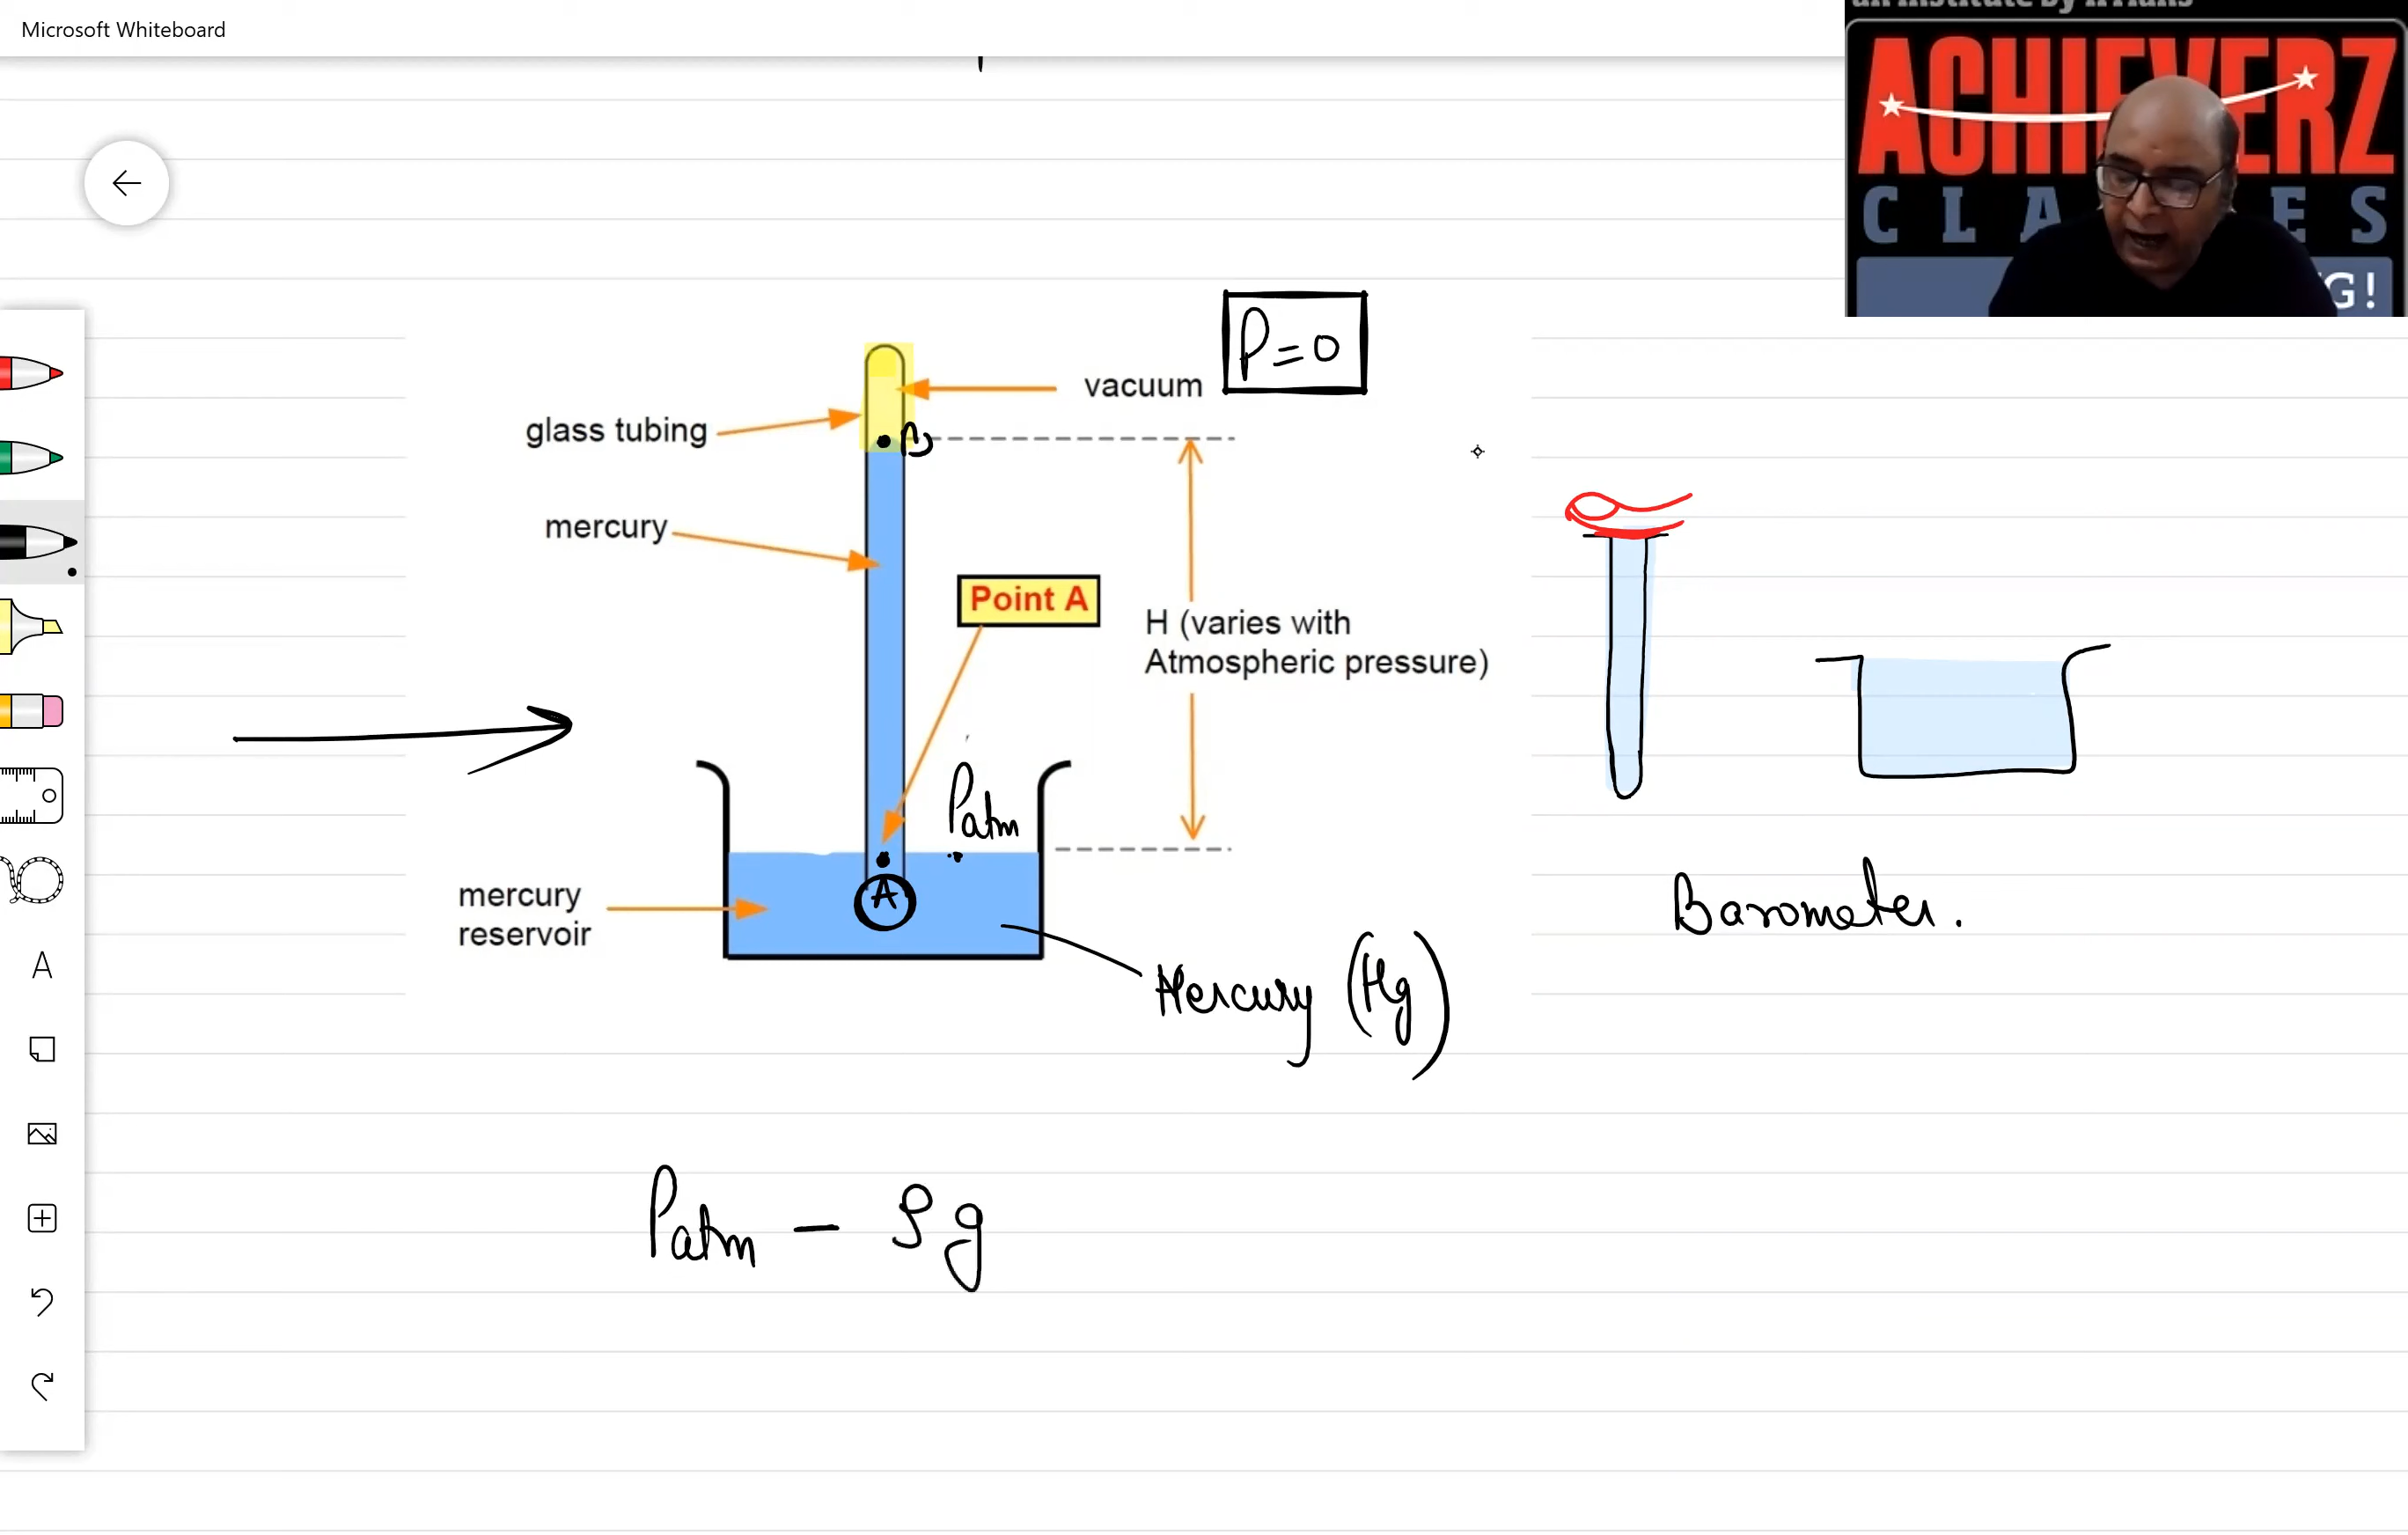 Microsoft Whiteboard
ACHIEVERZ
G!
P=0
vacuum
glass tubing
B
mercury
Point A
H (varies with
Atmospheric pressure)
Patm
A
mercury
reservoir
Barometer.
Mercury (Hg)
Patm - ρg
A